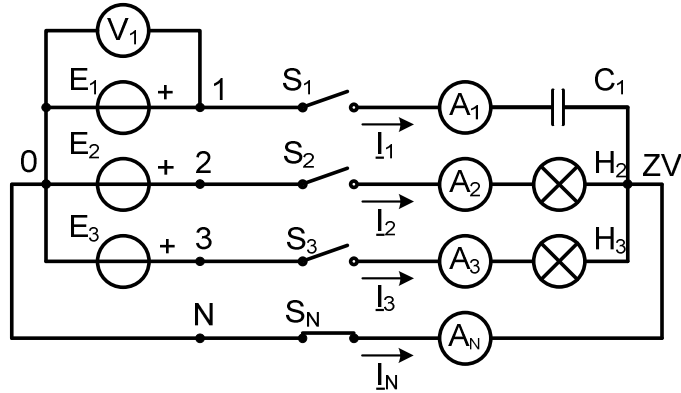 V1
E1 + 1 S1 A1 C1
I1
0 E2 + 2 S2 A2 H2 ZV
I2
E3 + 3 S3 A3 H3
I3
N SN AN
IN